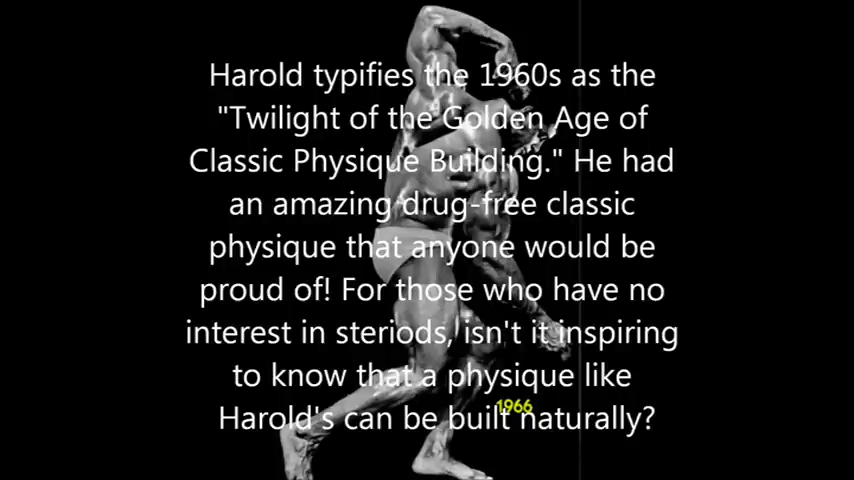 Harold typifies the 1960s as the
"Twilight of the Golden Age of
Classic Physique Building." He had
an amazing drug-free classic
physique that anyone would be
proud of! For those who have no
interest in steriods, isn't it inspiring
to know that a physique like
Harold's can be built naturally?
1966